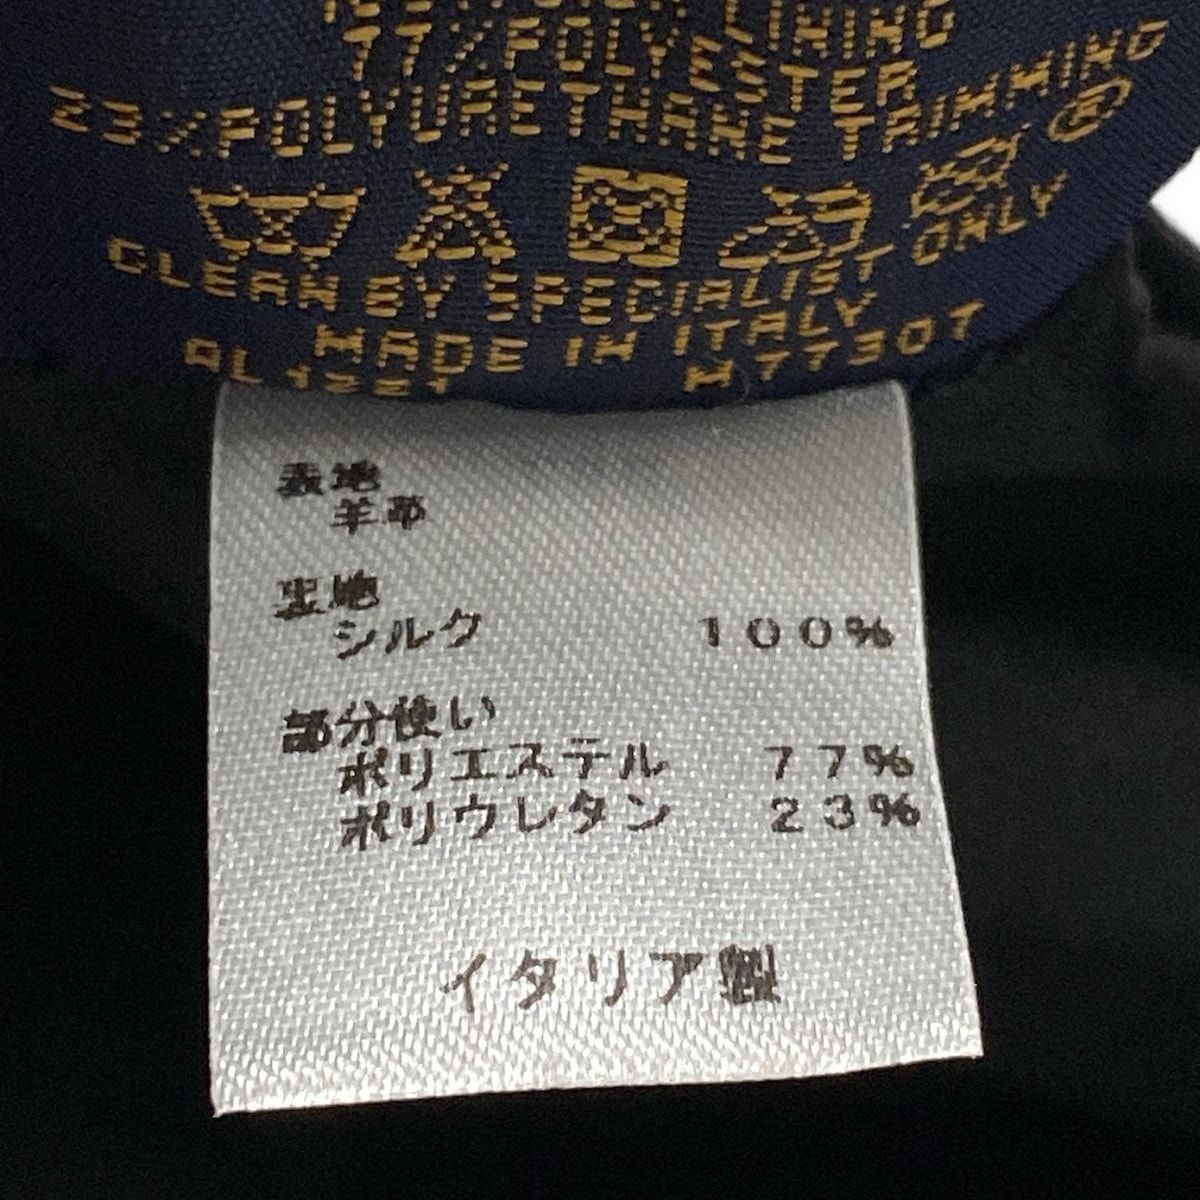 LINING
77%POLYESTER
23%POLYURETHANE TRIMMING
CLEAN BY SPECIALIST ONLY
MADE IN ITALY
M77307
表地
羊革
裏地
シルク 100%
部分使い
ポリエステル 77%
ポリウレタン 23%
イタリア製